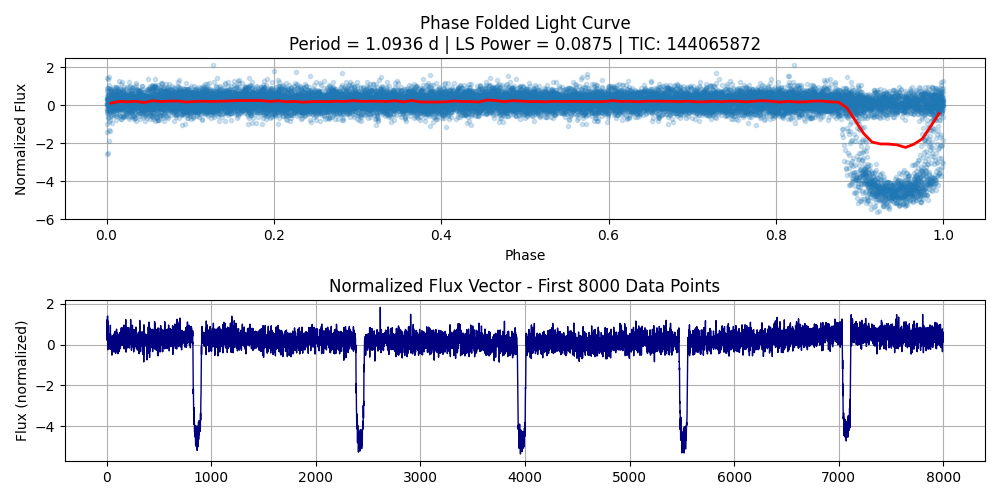 Phase Folded Light Curve
Period = 1.0936 d | LS Power = 0.0875 | TIC: 144065872
Normalized Flux
2
0
−2
−4
−6
0.0 0.2 0.4 0.6 0.8 1.0
Phase
Normalized Flux Vector - First 8000 Data Points
Flux (normalized)
2
0
−2
−4
0 1000 2000 3000 4000 5000 6000 7000 8000